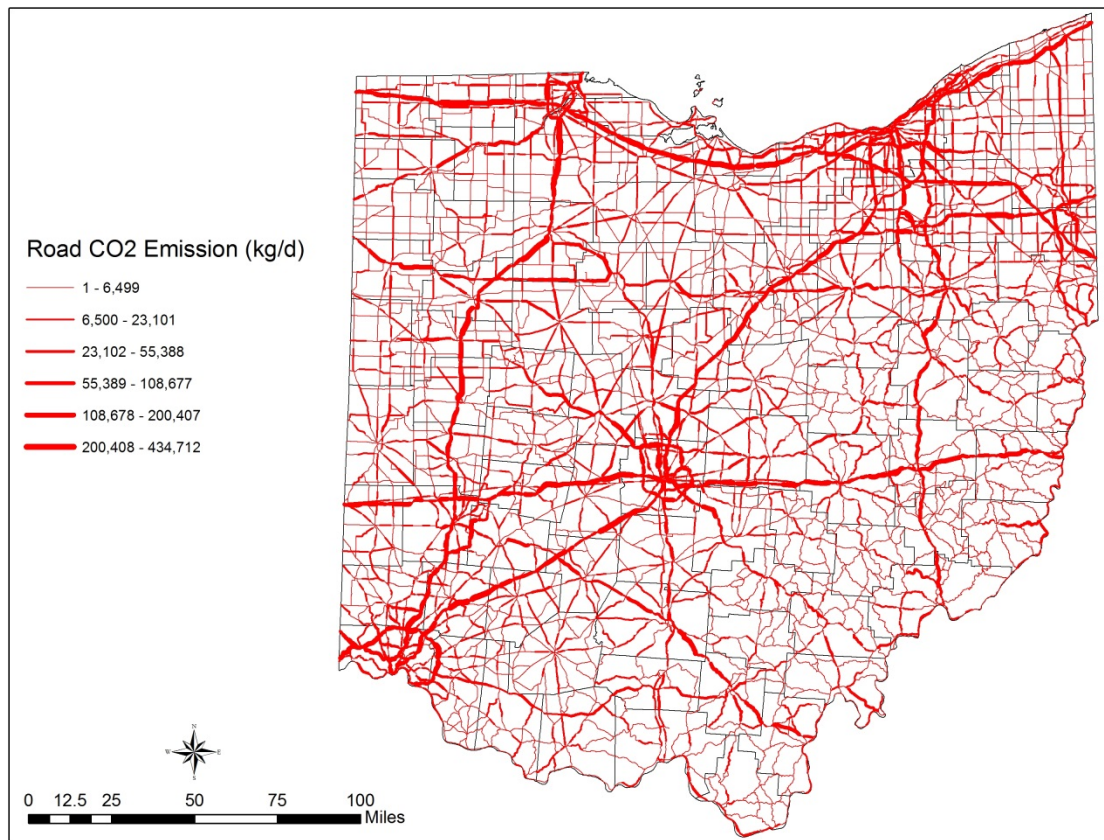 Road CO2 Emission (kg/d)
1 - 6,499
6,500 - 23,101
23,102 - 55,388
55,389 - 108,677
108,678 - 200,407
200,408 - 434,712
N
W E
S
0 12.5 25 50 75 100
Miles